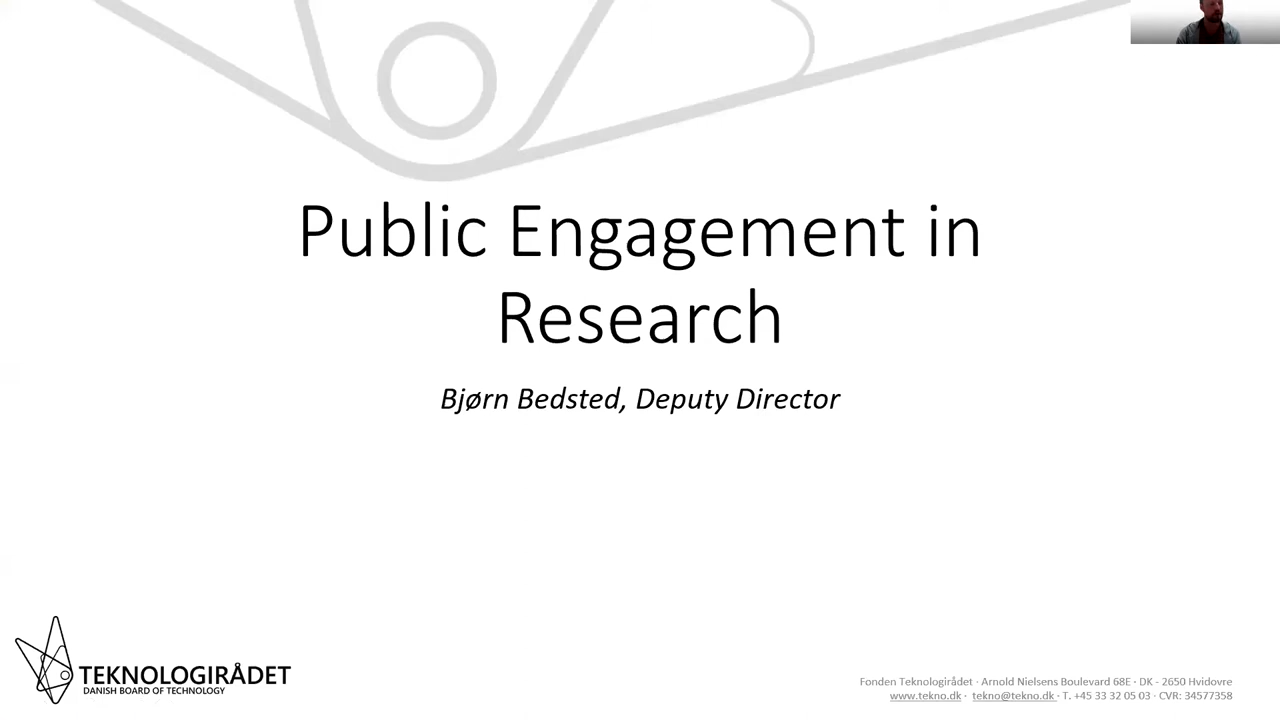 Public Engagement in
Research
Bjørn Bedsted, Deputy Director
TEKNOLOGIRÅDET
DANISH BOARD OF TECHNOLOGY
Fonden Teknologirådet · Arnold Nielsens Boulevard 68E · DK - 2650 Hvidovre
www.tekno.dk · tekno@tekno.dk · T. +45 33 32 05 03 · CVR: 34577358